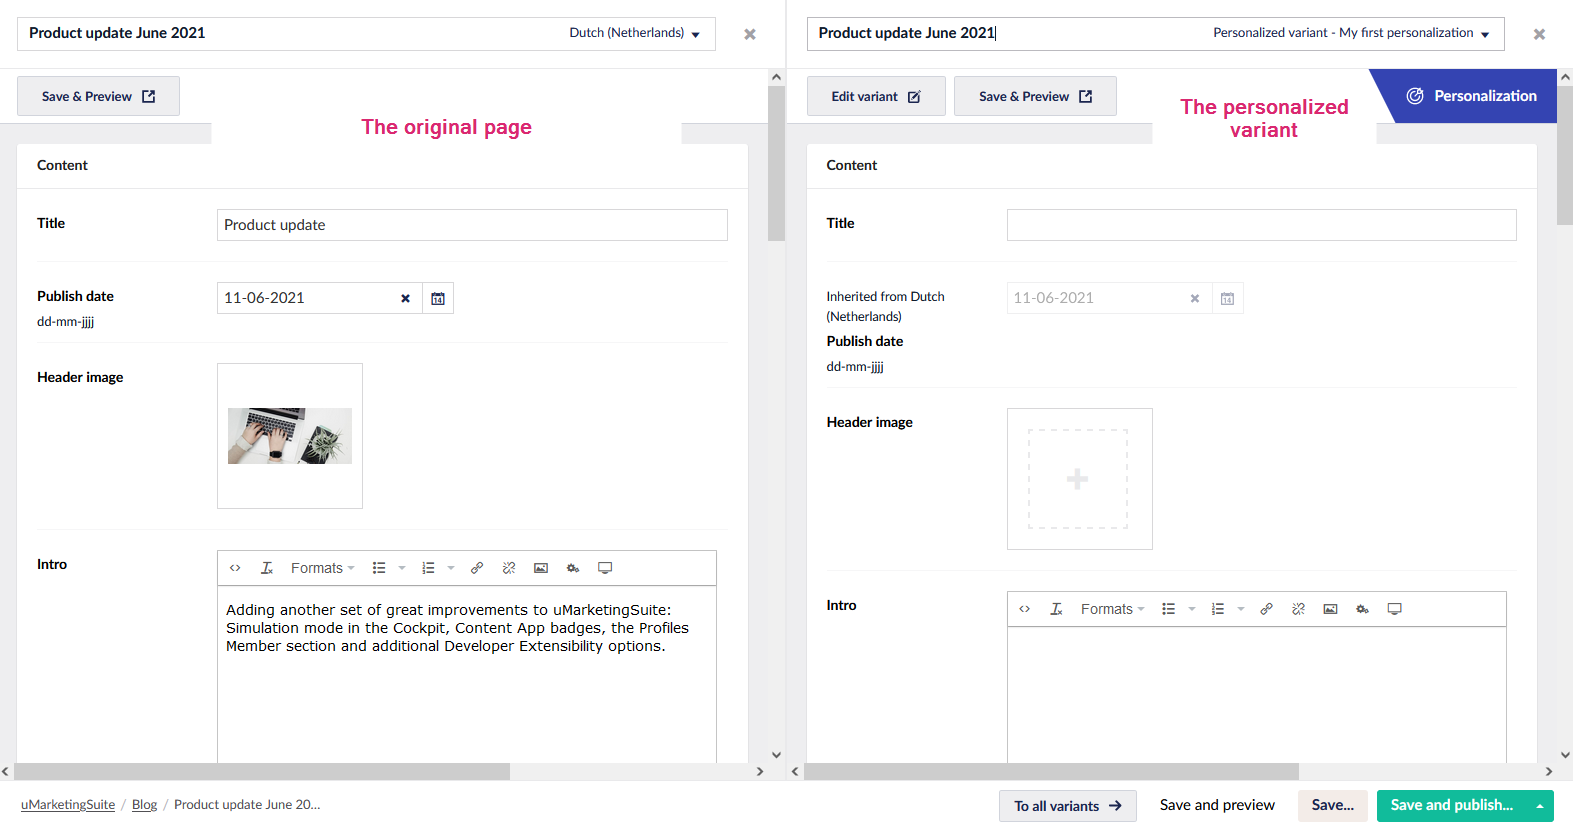 Product update June 2021
Dutch (Netherlands)
Save & Preview
The original page
Content
Title
Product update
Publish date
dd-mm-jjjj
11-06-2021
14
Header image
Intro
Formats
Adding another set of great improvements to uMarketingSuite:
Simulation mode in the Cockpit, Content App badges, the Profiles
Member section and additional Developer Extensibility options.
Product update June 2021
Personalized variant - My first personalization
Edit variant
Save & Preview
The personalized
variant
Personalization
Content
Title
Inherited from Dutch
(Netherlands)
Publish date
dd-mm-jjjj
11-06-2021
14
Header image
Intro
Formats
uMarketingSuite / Blog / Product update June 20...
To all variants
Save and preview
Save...
Save and publish...